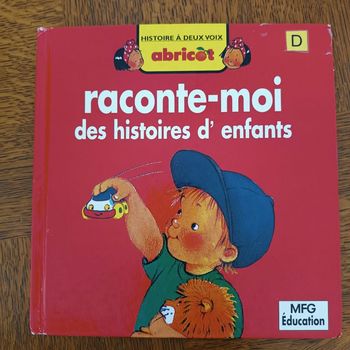 HISTOIRE À DEUX VOIX
abricot
D
raconte-moi
des histoires d' enfants
MFG
Éducation